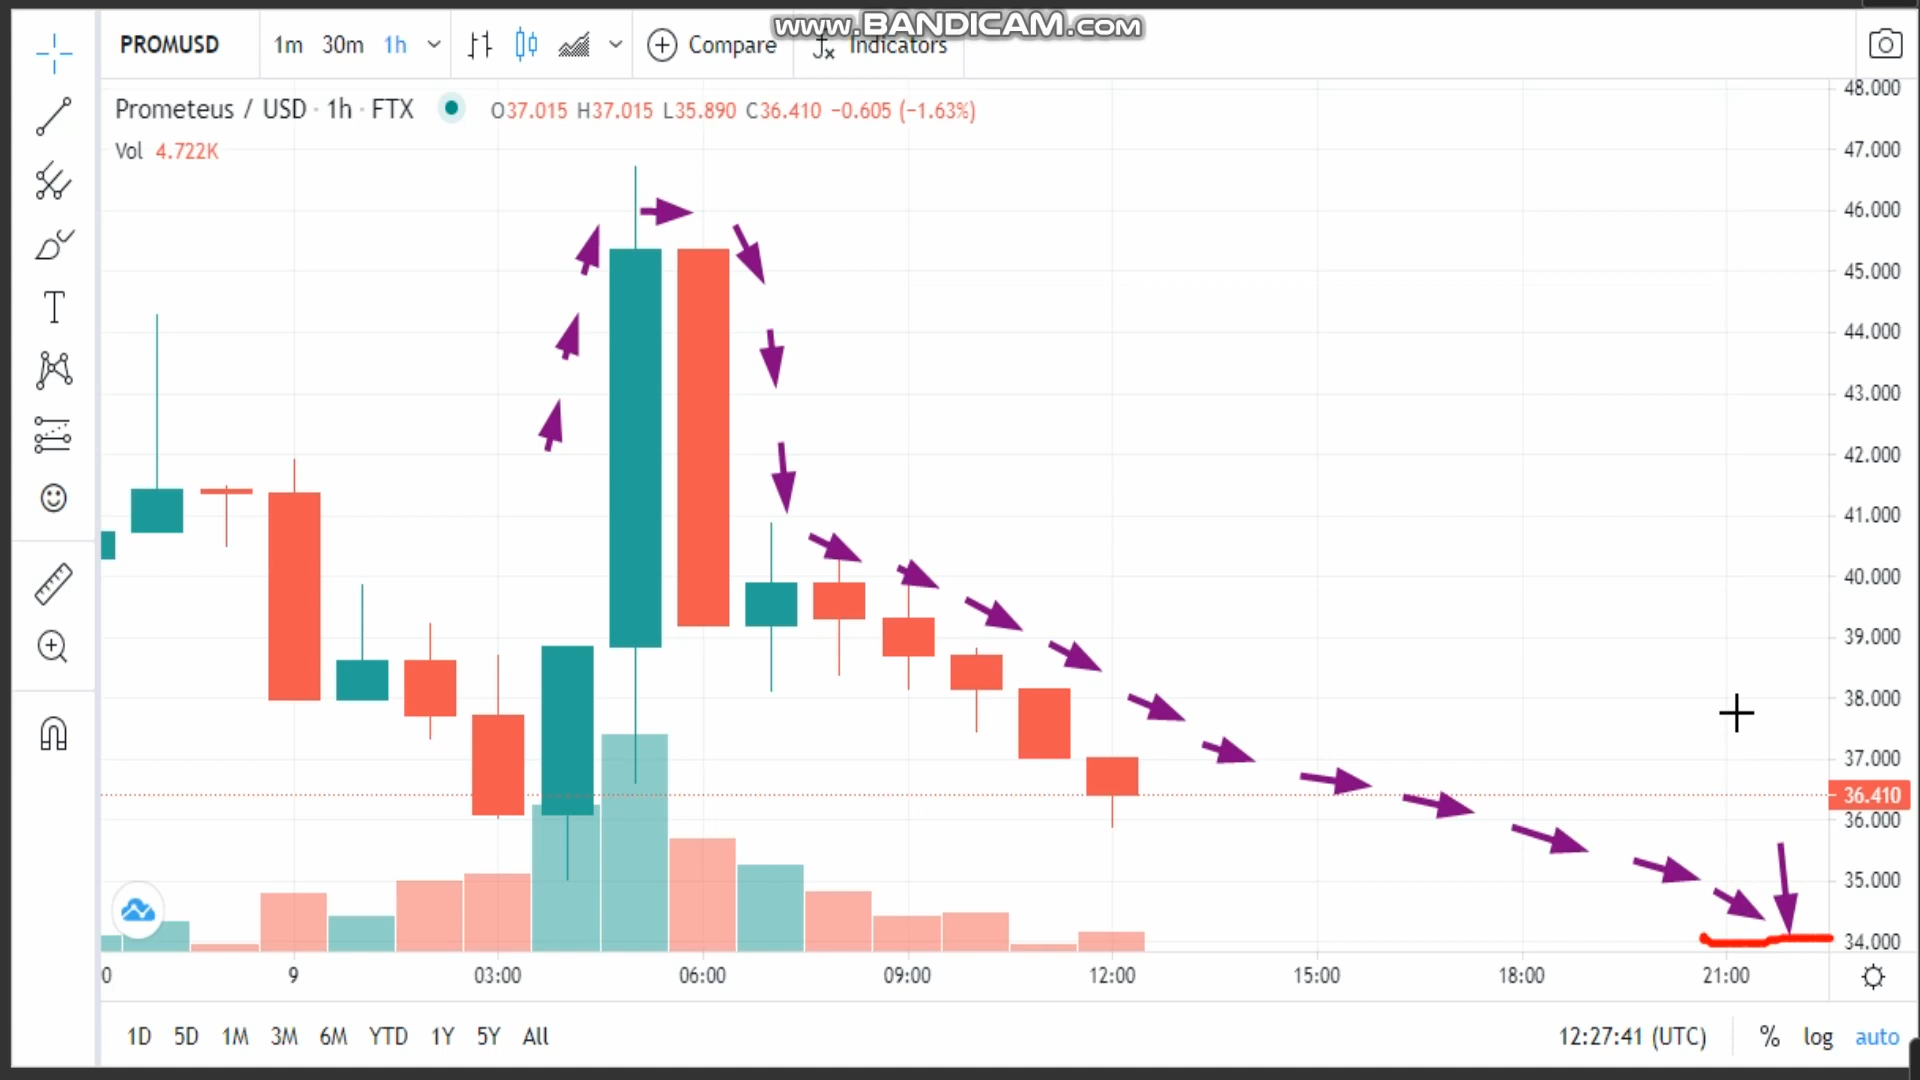 www.BANDICAM.com
PROMUSD 1m 30m 1h Compare Indicators
Prometeus / USD · 1h · FTX O37.015 H37.015 L35.890 C36.410 −0.605 (−1.63%)
Vol 4.722K
48.000
47.000
46.000
45.000
44.000
43.000
42.000
41.000
40.000
39.000
38.000
37.000
36.410
36.000
35.000
34.000
0 9 03:00 06:00 09:00 12:00 15:00 18:00 21:00
1D 5D 1M 3M 6M YTD 1Y 5Y All 12:27:41 (UTC) % log auto